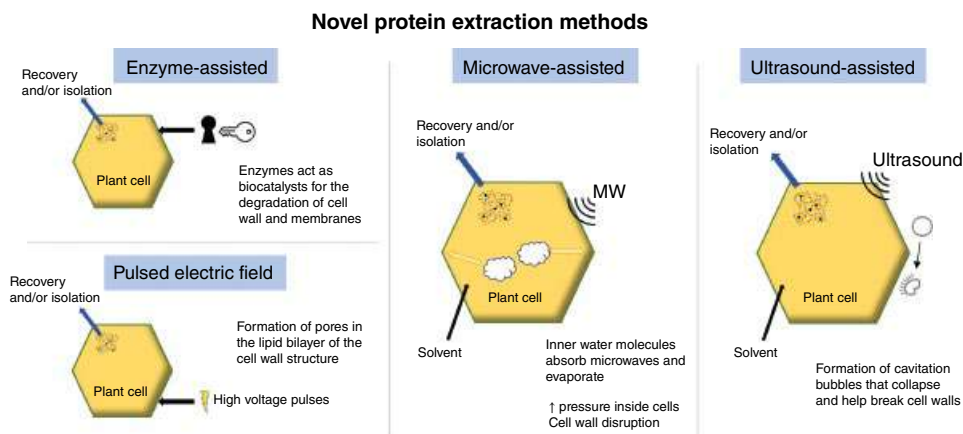 Novel protein extraction methods
Enzyme-assisted
Recovery
and/or isolation
Plant cell
Enzymes act as
biocatalysts for the
degradation of cell
wall and membranes
Pulsed electric field
Recovery
and/or isolation
Formation of pores in
the lipid bilayer of the
cell wall structure
Plant cell
High voltage pulses
Microwave-assisted
Recovery and/or
isolation
MW
Plant cell
Solvent
Inner water molecules
absorb microwaves and
evaporate
↑ pressure inside cells
Cell wall disruption
Ultrasound-assisted
Recovery and/or
isolation
Ultrasound
Plant cell
Solvent
Formation of cavitation
bubbles that collapse
and help break cell walls